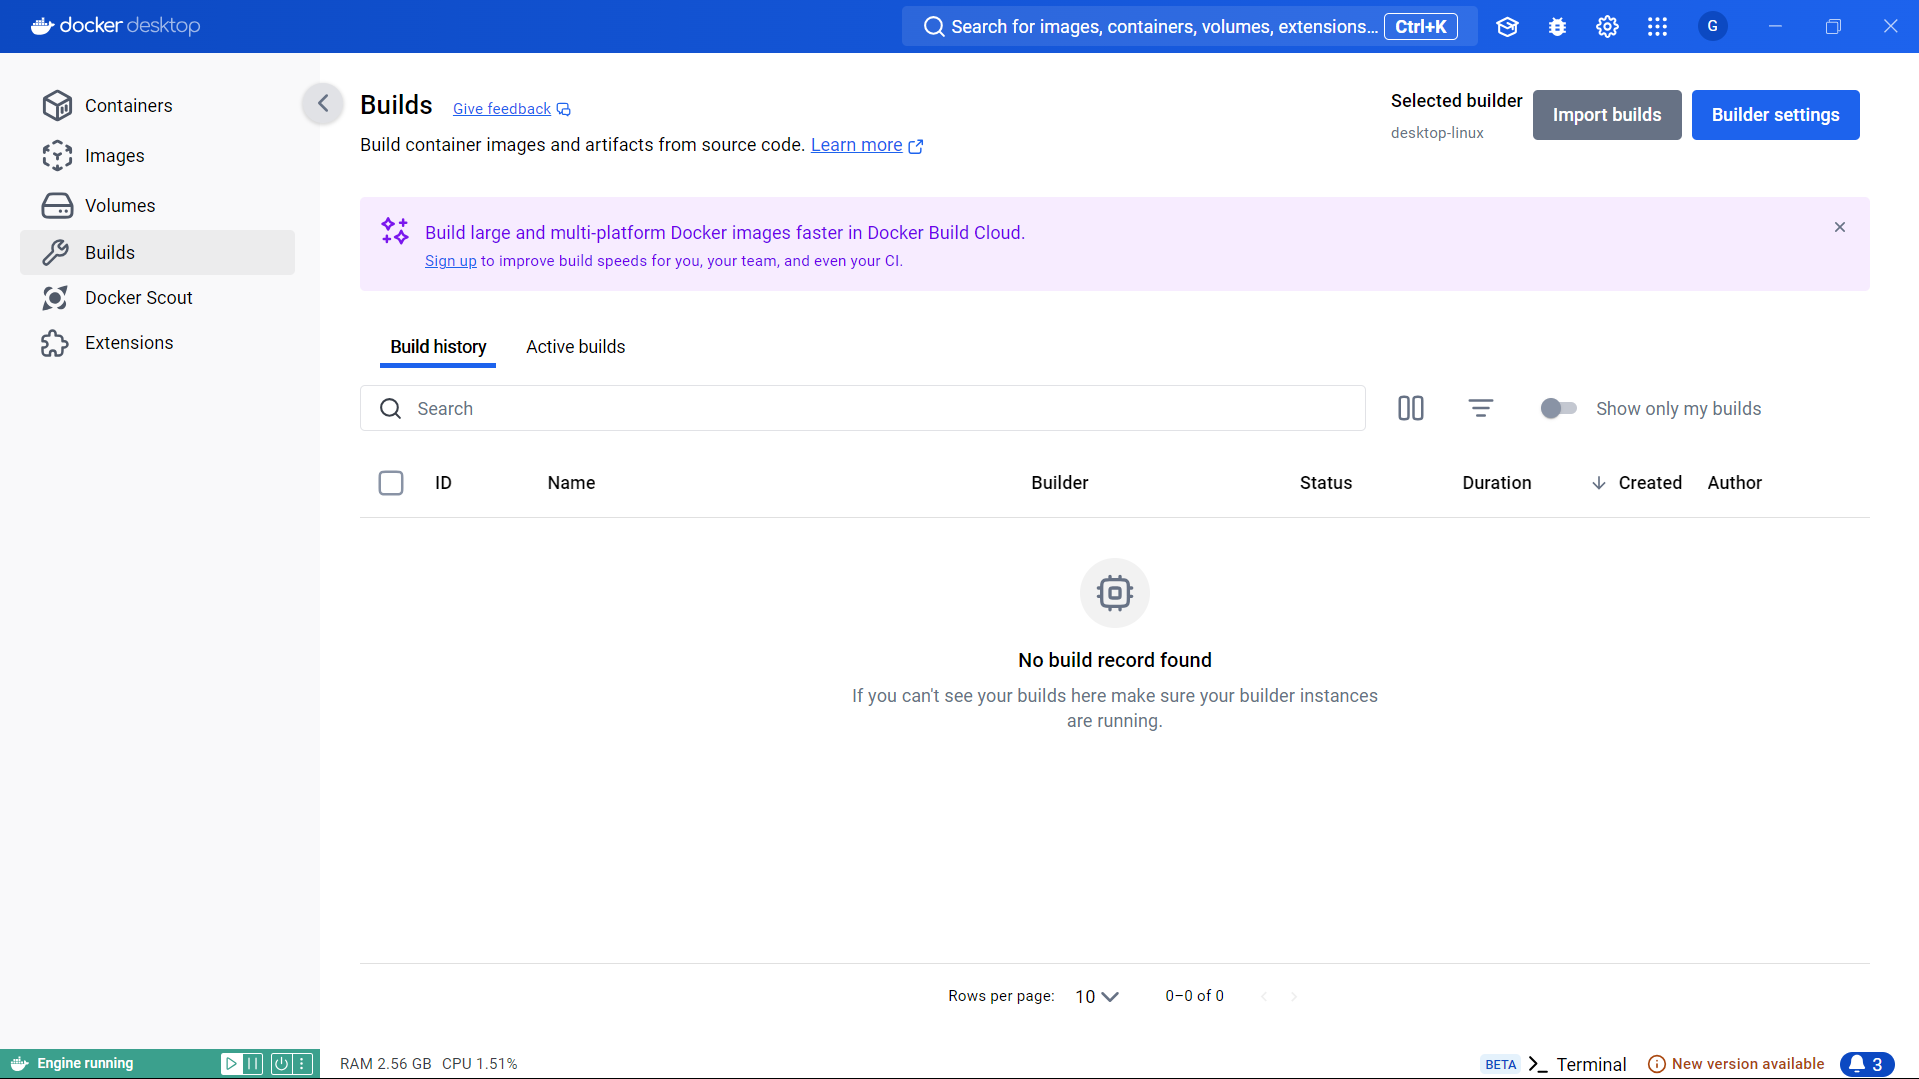 docker desktop
Search for images, containers, volumes, extensions... Ctrl+K
G
Containers
Images
Volumes
Builds
Docker Scout
Extensions
Builds Give feedback
Build container images and artifacts from source code. Learn more
Selected builder
desktop-linux
Import builds
Builder settings
Build large and multi-platform Docker images faster in Docker Build Cloud.
Sign up to improve build speeds for you, your team, and even your CI.
Build history Active builds
Search
Show only my builds
ID Name Builder Status Duration Created Author
No build record found
If you can't see your builds here make sure your builder instances
are running.
Rows per page: 10 0–0 of 0
Engine running
RAM 2.56 GB CPU 1.51%
BETA Terminal New version available 3